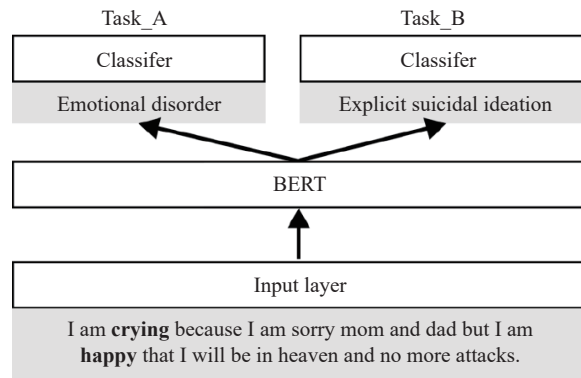 Task_A
Task_B
Classifer
Classifer
Emotional disorder
Explicit suicidal ideation
BERT
Input layer
I am crying because I am sorry mom and dad but I am
happy that I will be in heaven and no more attacks.